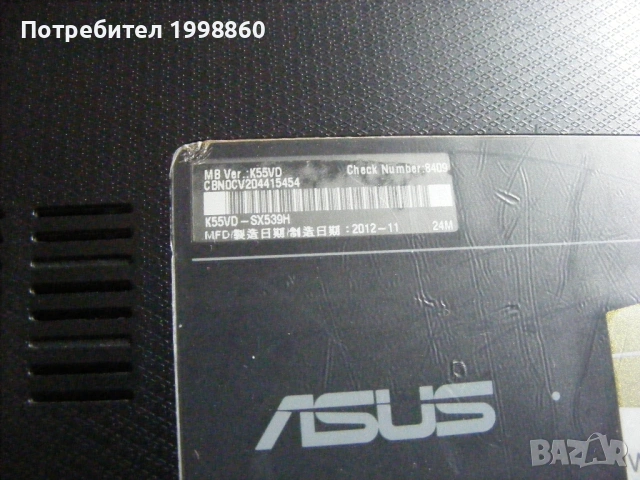 Потребител 1998860
MB Ver.:K55VD Check Number:8409
CBN0CV204415454
K55VD-SX539H
MFD/製造日期/制造日期:2012-11 24M
ASUS
BAZAR